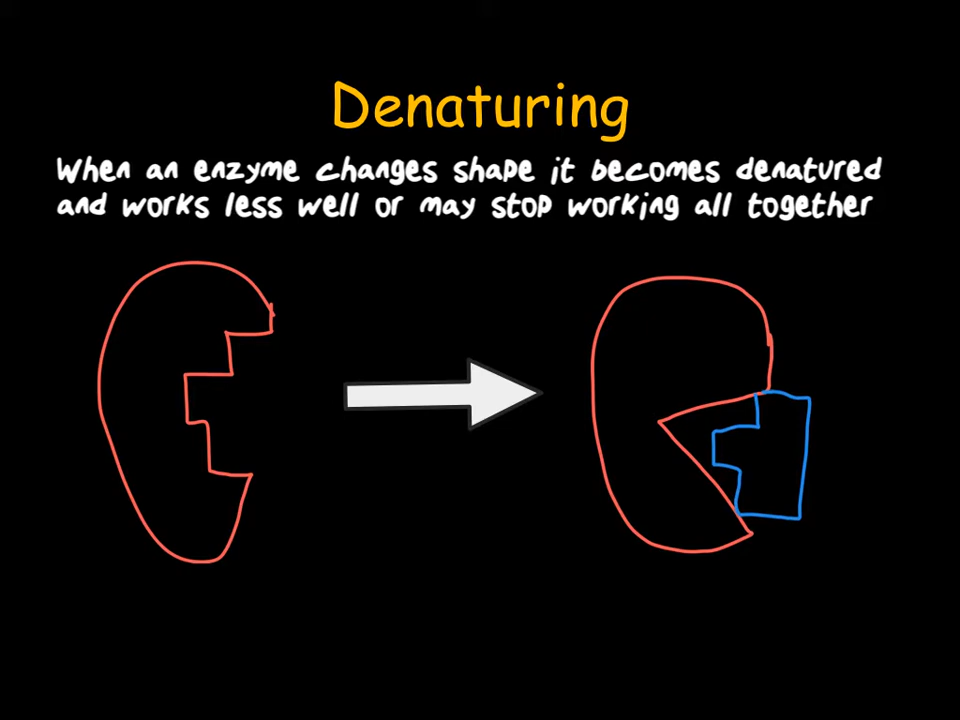 Denaturing
When an enzyme changes shape it becomes denatured
and works less well or may stop working all together